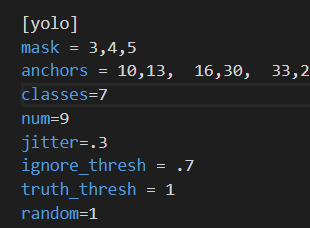 [yolo]
mask = 3,4,5
anchors = 10,13,  16,30,  33,2
classes=7
num=9
jitter=.3
ignore_thresh = .7
truth_thresh = 1
random=1